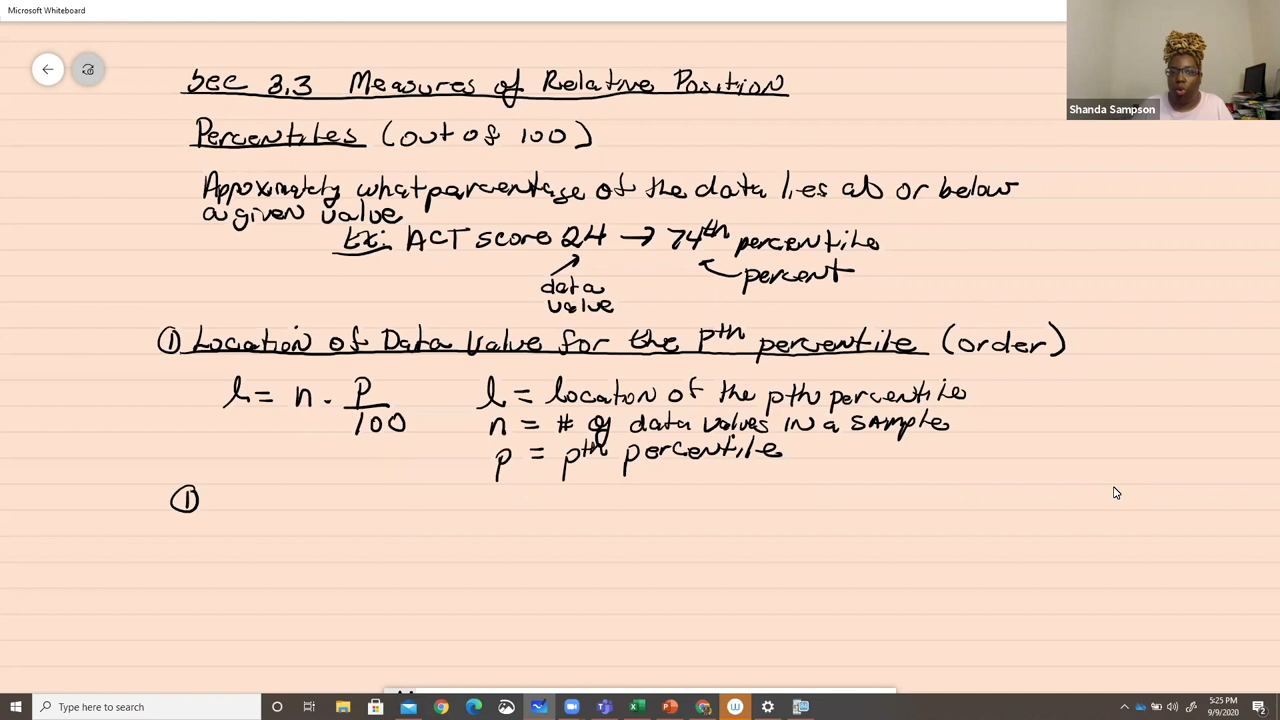 Microsoft Whiteboard
Shanda Sampson
Sec 3.3 Measures of Relative Position
Percentiles (out of 100)
Approximately what percentage of the data lies at or below
a given value
Ex: ACT score 24 → 74th percentile
data value
percent
① Location of Data Value for the Pth percentile (order)
l = n · P/100
l = location of the pth percentile
n = # of data values in a sample
p = pth percentile
①
Type here to search
5:25 PM
9/9/2020